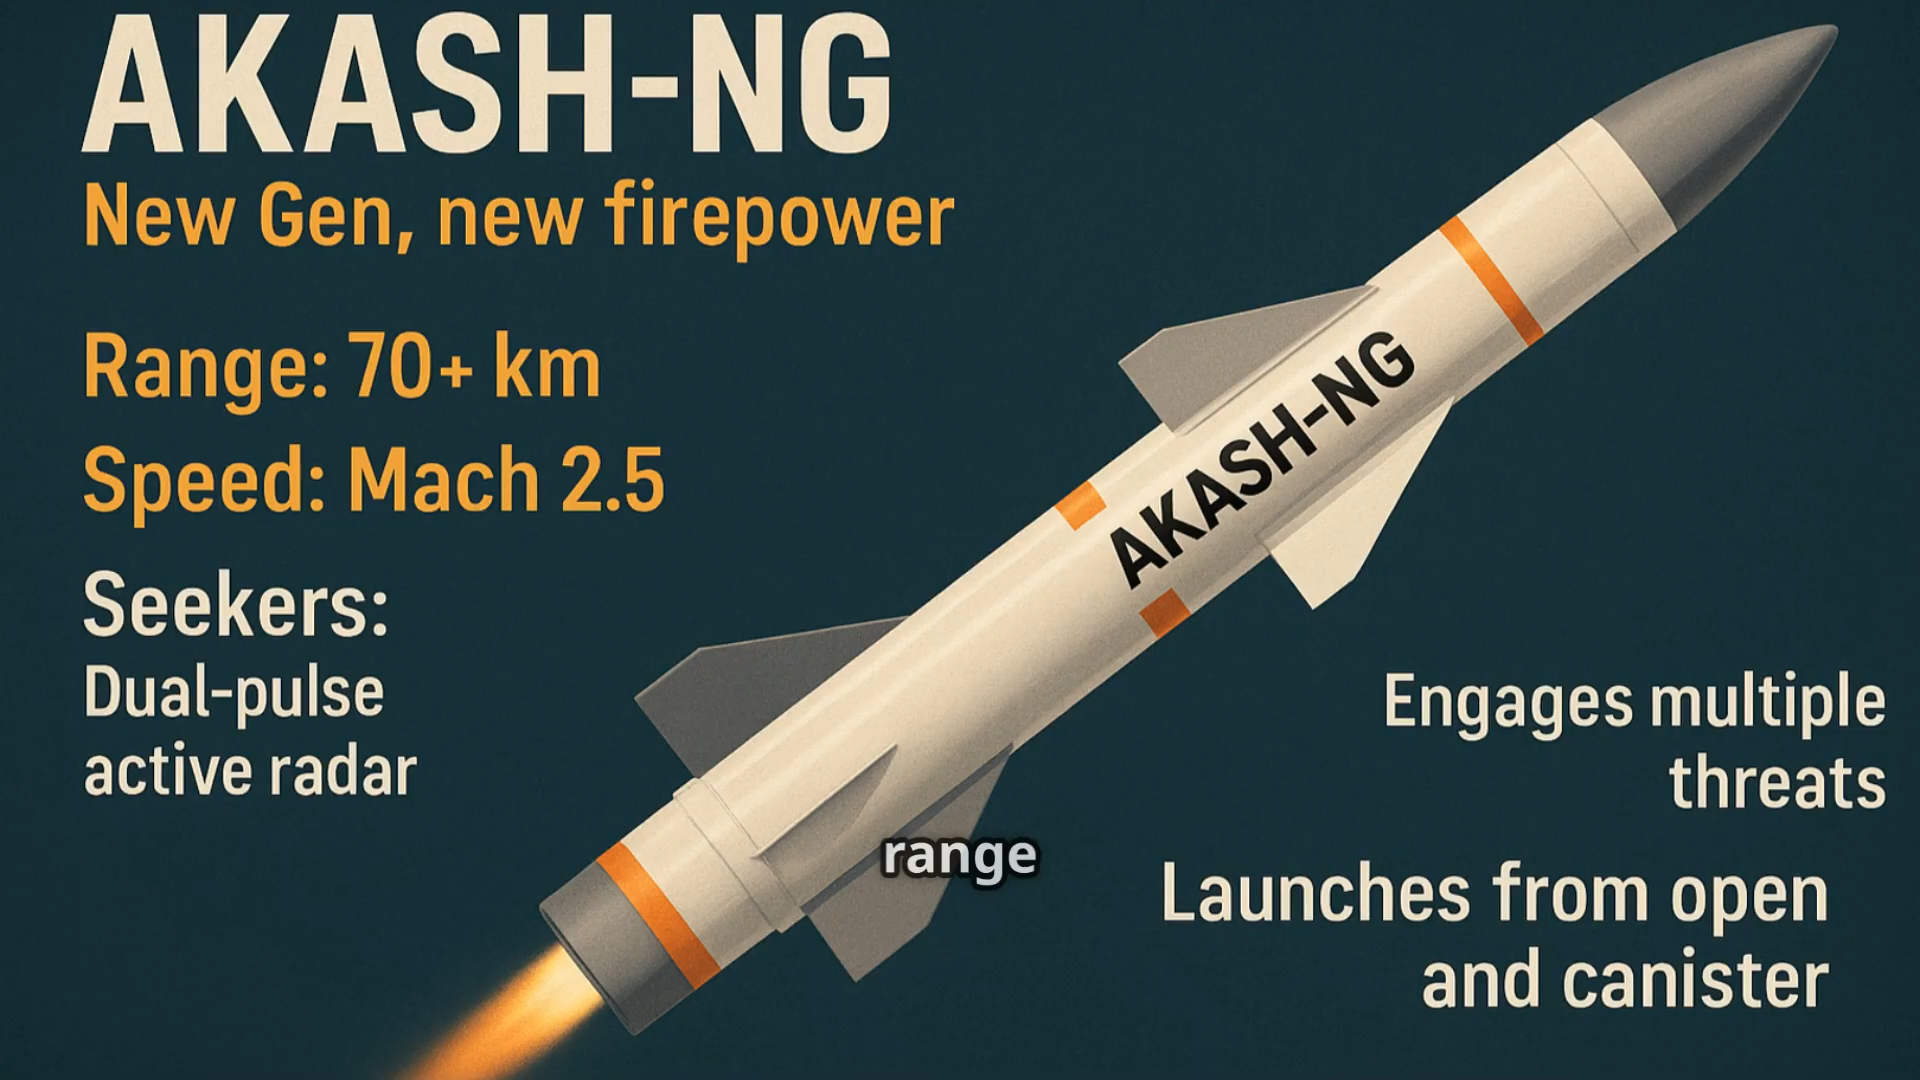 AKASH-NG
New Gen, new firepower
Range: 70+ km
Speed: Mach 2.5
Seekers:
Dual-pulse
active radar
AKASH-NG
Engages multiple
threats
range
Launches from open
and canister